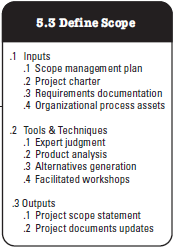 5.3 Define Scope
.1 Inputs
.1 Scope management plan
.2 Project charter
.3 Requirements documentation
.4 Organizational process assets
.2 Tools & Techniques
.1 Expert judgment
.2 Product analysis
.3 Alternatives generation
.4 Facilitated workshops
.3 Outputs
.1 Project scope statement
.2 Project documents updates